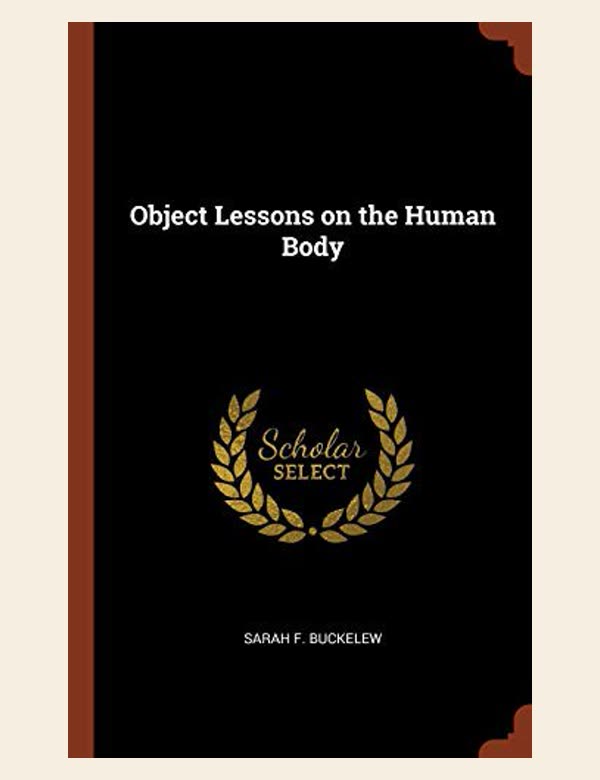 Object Lessons on the Human
Body
Scholar
SELECT
SARAH F. BUCKELEW